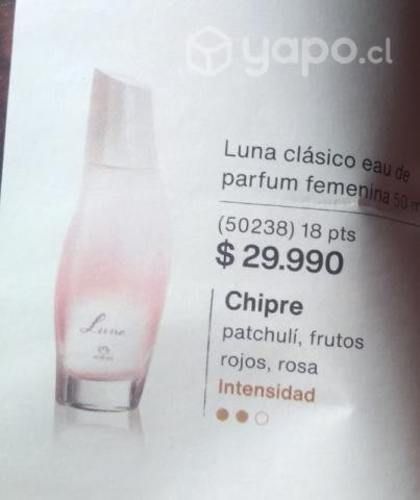 yapo.cl
Luna clásico eau de
parfum femenina 50 m
(50238) 18 pts
$ 29.990
Chipre
patchulí, frutos
rojos, rosa
Intensidad
Luna